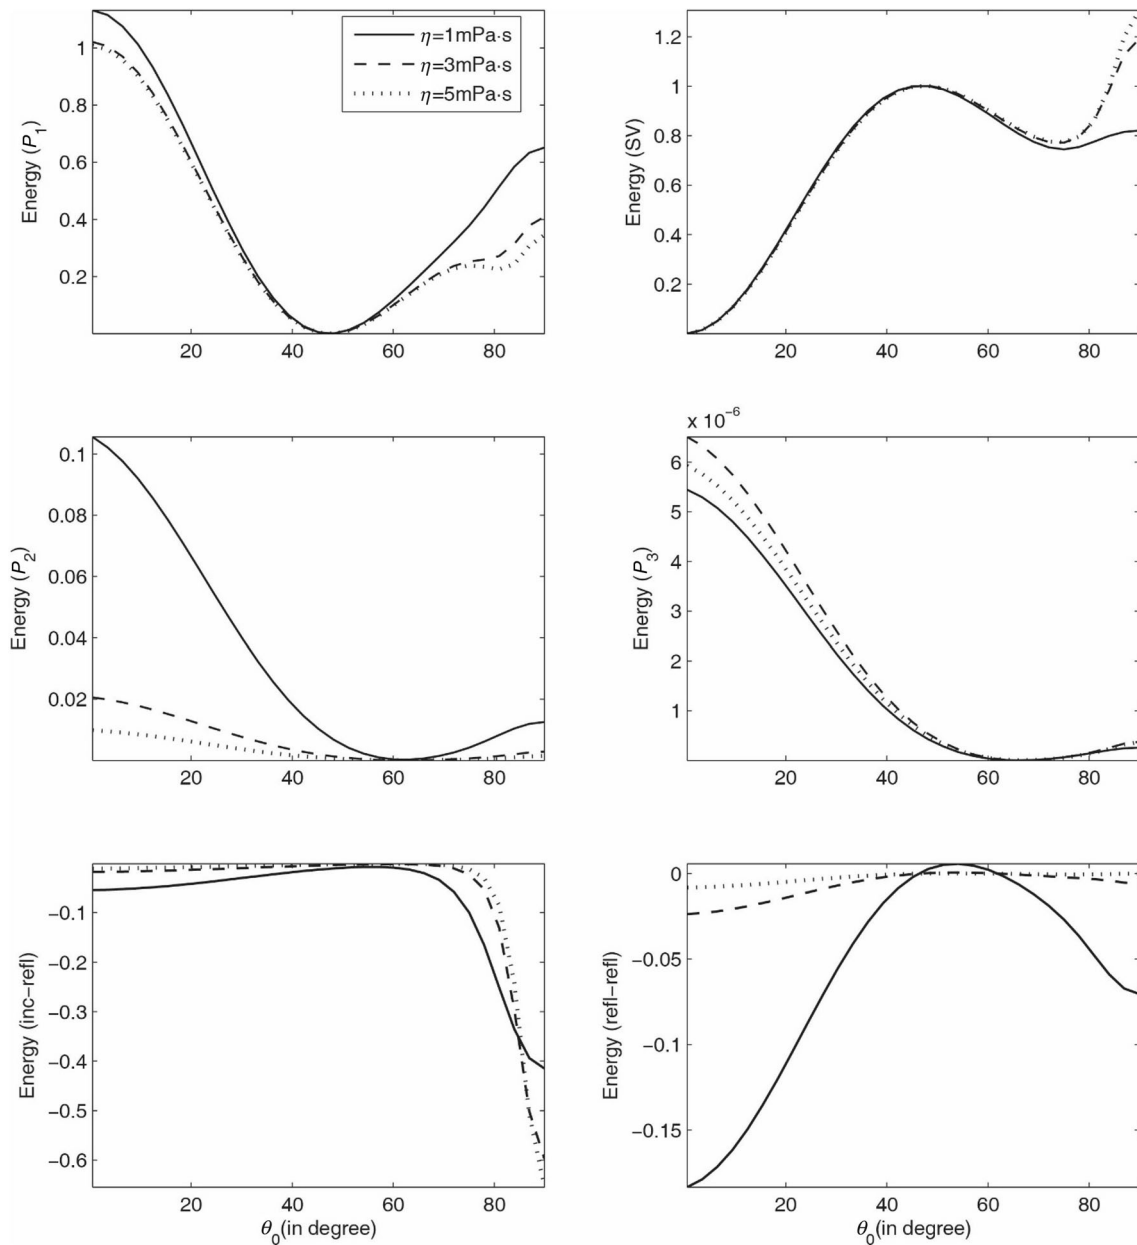 1
0.8
0.6
0.4
0.2
20 40 60 80
Energy (P1)
η=1mPa·s
η=3mPa·s
η=5mPa·s
1.2
1
0.8
0.6
0.4
0.2
20 40 60 80
Energy (SV)
0.1
0.08
0.06
0.04
0.02
20 40 60 80
Energy (P2)
x 10−6
6
5
4
3
2
1
20 40 60 80
Energy (P3)
−0.1
−0.2
−0.3
−0.4
−0.5
−0.6
20 40 60 80
Energy (inc−refl)
θ0(in degree)
0
−0.05
−0.1
−0.15
20 40 60 80
Energy (refl−refl)
θ0(in degree)